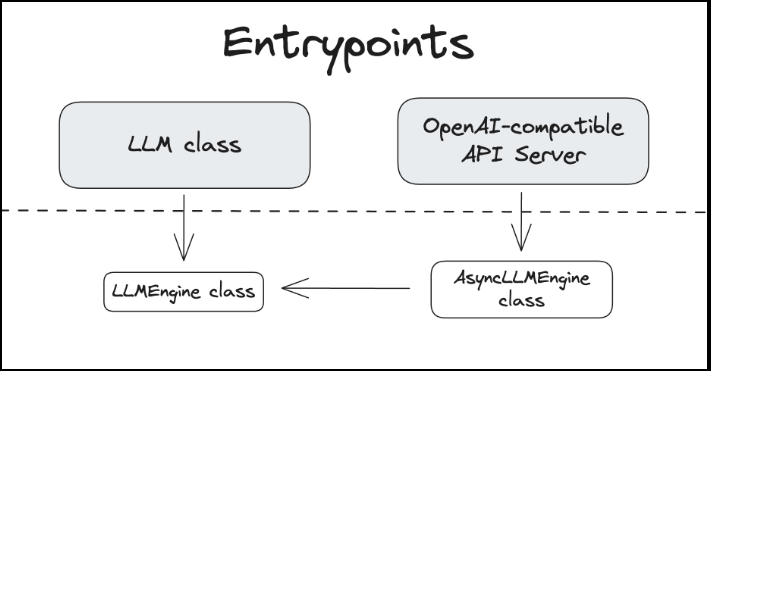 Entrypoints
LLM class
OpenAI-compatible
API Server
LLMEngine class
AsyncLLMEngine
class